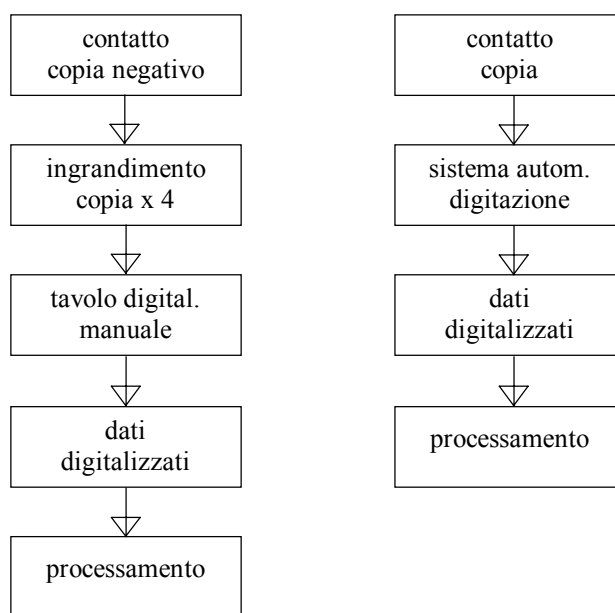 contatto
copia negativo
ingrandimento
copia x 4
tavolo digital.
manuale
dati
digitalizzati
processamento
contatto
copia
sistema autom.
digitazione
dati
digitalizzati
processamento